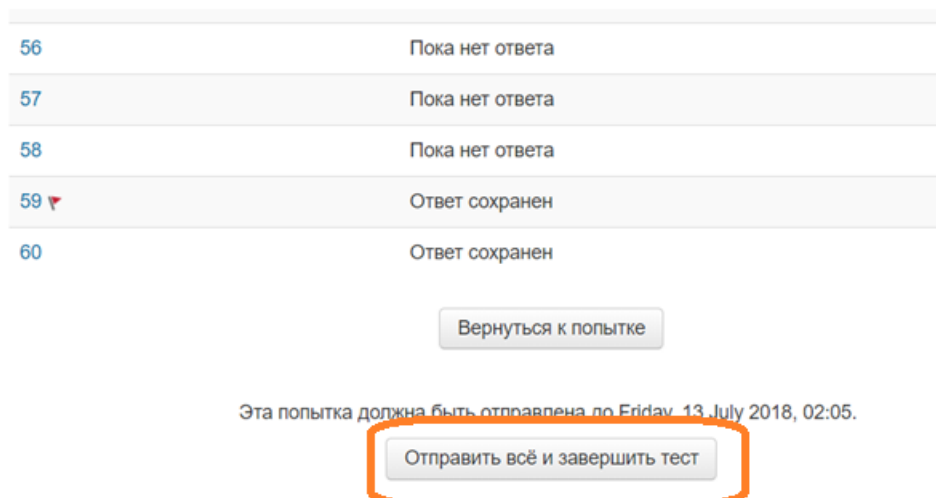 56 Пока нет ответа
57 Пока нет ответа
58 Пока нет ответа
59 Ответ сохранен
60 Ответ сохранен
Вернуться к попытке
Эта попытка должна быть отправлена до Friday, 13 July 2018, 02:05.
Отправить всё и завершить тест